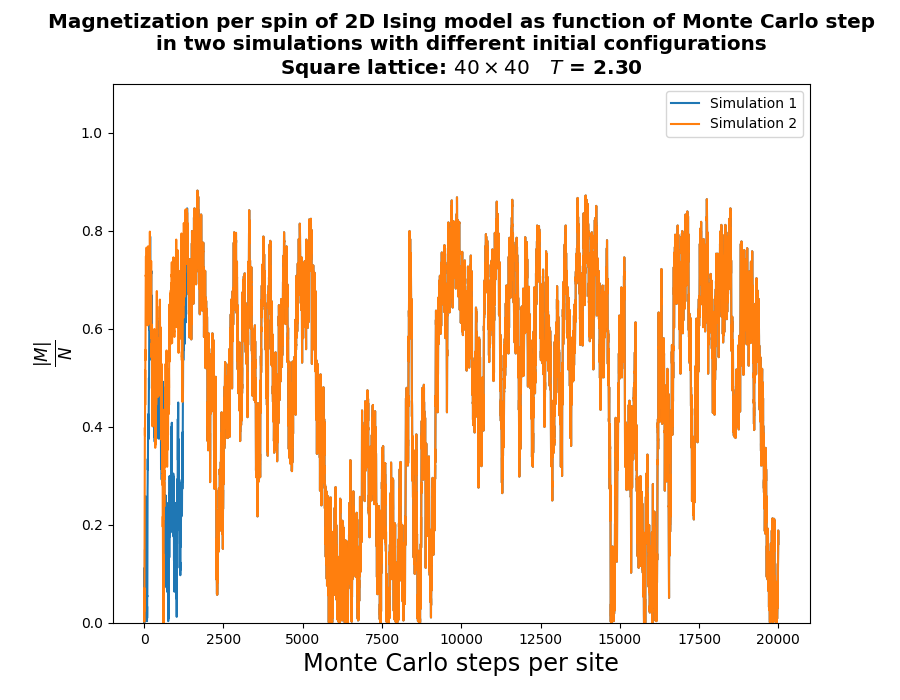 Magnetization per spin of 2D Ising model as function of Monte Carlo step
in two simulations with different initial configurations
Square lattice: 40 × 40 T = 2.30
Simulation 1
Simulation 2
1.0
0.8
0.6
0.4
0.2
0.0
|M|
N
0 2500 5000 7500 10000 12500 15000 17500 20000
Monte Carlo steps per site